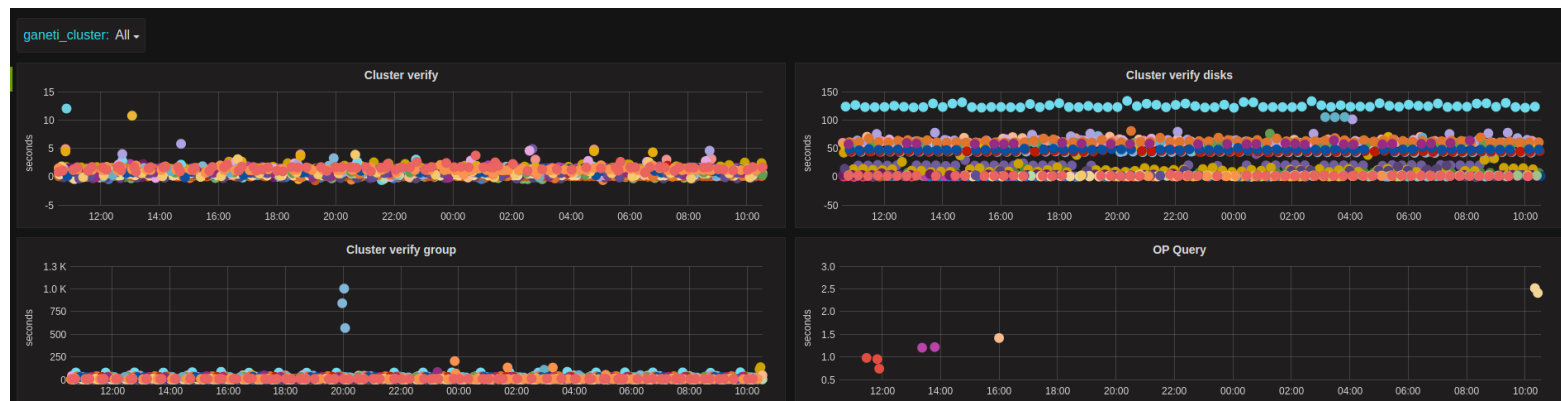 ganeti_cluster: All
Cluster verify
15
10
5
0
-5
seconds
12:00 14:00 16:00 18:00 20:00 22:00 00:00 02:00 04:00 06:00 08:00 10:00
Cluster verify disks
150
100
50
0
-50
seconds
12:00 14:00 16:00 18:00 20:00 22:00 00:00 02:00 04:00 06:00 08:00 10:00
Cluster verify group
1.3 K
1.0 K
750
500
250
0
seconds
12:00 14:00 16:00 18:00 20:00 22:00 00:00 02:00 04:00 06:00 08:00 10:00
OP Query
3.0
2.5
2.0
1.5
1.0
0.5
seconds
12:00 14:00 16:00 18:00 20:00 22:00 00:00 02:00 04:00 06:00 08:00 10:00